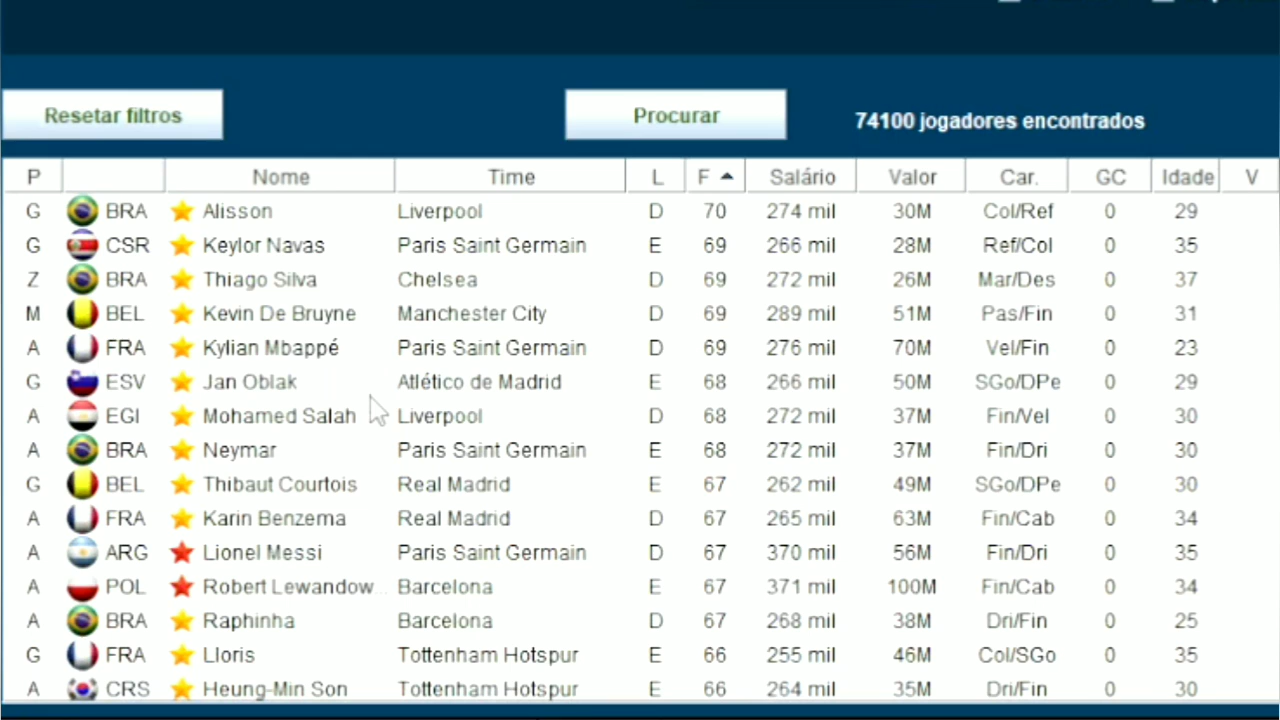 Resetar filtros Procurar 74100 jogadores encontrados
P Nome Time L F Salário Valor Car. GC Idade V
G BRA Alisson Liverpool D 70 274 mil 30M Col/Ref 0 29
G CSR Keylor Navas Paris Saint Germain E 69 266 mil 28M Ref/Col 0 35
Z BRA Thiago Silva Chelsea D 69 272 mil 26M Mar/Des 0 37
M BEL Kevin De Bruyne Manchester City D 69 289 mil 51M Pas/Fin 0 31
A FRA Kylian Mbappé Paris Saint Germain D 69 276 mil 70M Vel/Fin 0 23
G ESV Jan Oblak Atlético de Madrid E 68 266 mil 50M SGo/DPe 0 29
A EGI Mohamed Salah Liverpool D 68 272 mil 37M Fin/Vel 0 30
A BRA Neymar Paris Saint Germain E 68 272 mil 37M Fin/Dri 0 30
G BEL Thibaut Courtois Real Madrid E 67 262 mil 49M SGo/DPe 0 30
A FRA Karin Benzema Real Madrid D 67 265 mil 63M Fin/Cab 0 34
A ARG Lionel Messi Paris Saint Germain D 67 370 mil 56M Fin/Dri 0 35
A POL Robert Lewandow... Barcelona E 67 371 mil 100M Fin/Cab 0 34
A BRA Raphinha Barcelona D 67 268 mil 38M Dri/Fin 0 25
G FRA Lloris Tottenham Hotspur E 66 255 mil 46M Col/SGo 0 35
A CRS Heung-Min Son Tottenham Hotspur E 66 264 mil 35M Dri/Fin 0 30